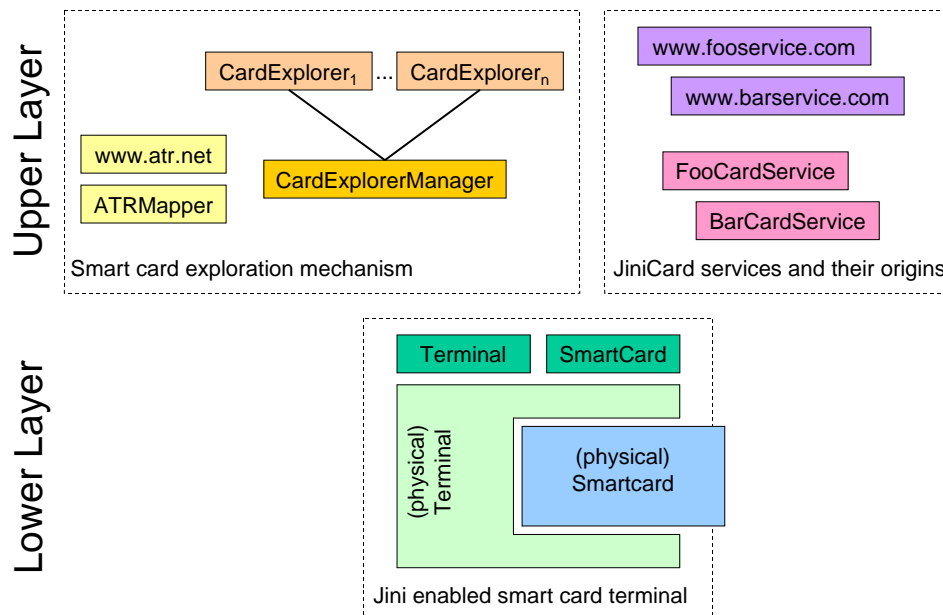 Upper Layer
CardExplorer1 ... CardExplorern
www.atr.net
CardExplorerManager
ATRMapper
Smart card exploration mechanism
www.fooservice.com
www.barservice.com
FooCardService
BarCardService
JiniCard services and their origins
Lower Layer
Terminal
SmartCard
(physical)
Terminal
(physical)
Smartcard
Jini enabled smart card terminal